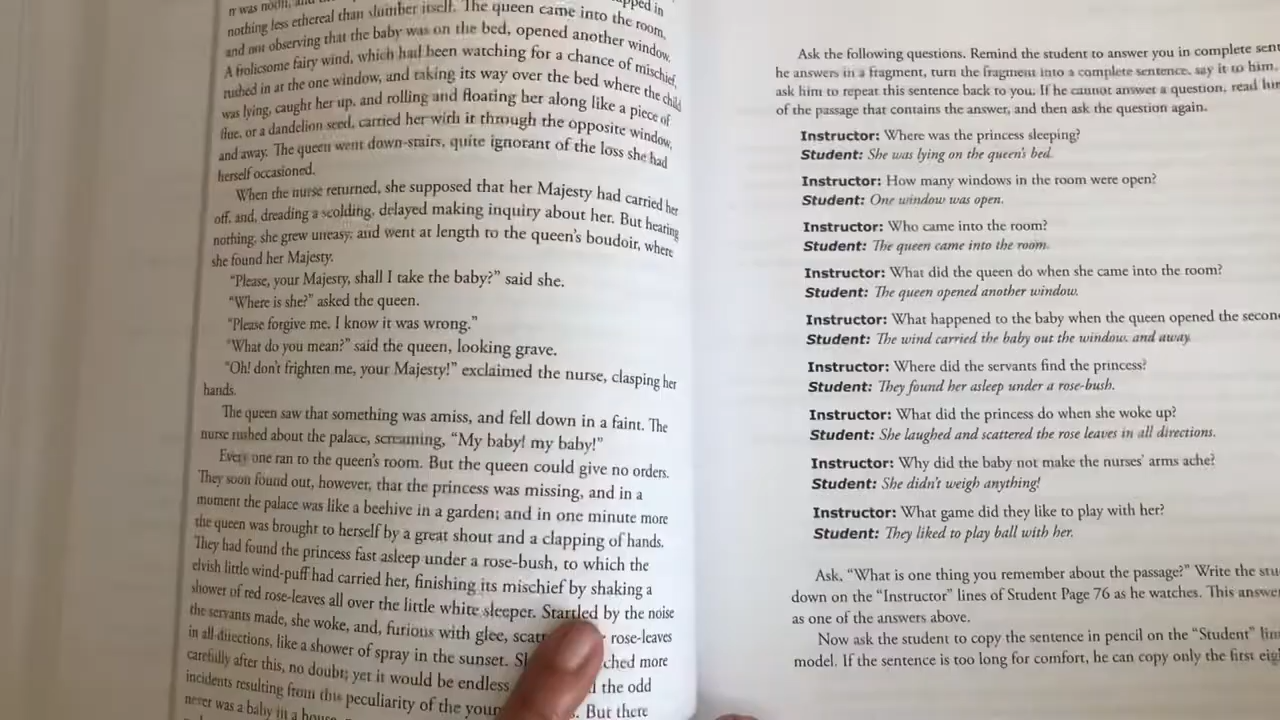 nothing less ethereal than slumber itself. The queen came into the room,
and not observing that the baby was on the bed, opened another window.
A frolicsome fairy wind, which had been watching for a chance of mischief,
rushed in at the one window, and taking its way over the bed where the child
was lying, caught her up, and rolling and floating her along like a piece of
flue, or a dandelion seed, carried her with it through the opposite window,
and away. The queen went down-stairs, quite ignorant of the loss she had
herself occasioned.
When the nurse returned, she supposed that her Majesty had carried her
off, and, dreading a scolding, delayed making inquiry about her. But hearing
nothing, she grew uneasy, and went at length to the queen's boudoir, where
she found her Majesty.
"Please, your Majesty, shall I take the baby?" said she.
"Where is she?" asked the queen.
"Please forgive me. I know it was wrong."
"What do you mean?" said the queen, looking grave.
"Oh! don't frighten me, your Majesty!" exclaimed the nurse, clasping her
hands.
The queen saw that something was amiss, and fell down in a faint. The
nurse rushed about the palace, screaming, "My baby! my baby!"
Every one ran to the queen's room. But the queen could give no orders.
They soon found out, however, that the princess was missing, and in a
moment the palace was like a beehive in a garden; and in one minute more
the queen was brought to herself by a great shout and a clapping of hands.
They had found the princess fast asleep under a rose-bush, to which the
elvish little wind-puff had carried her, finishing its mischief by shaking a
shower of red rose-leaves all over the little white sleeper. Startled by the noise
the servants made, she woke, and, furious with glee, scat rose-leaves
in all directions, like a shower of spray in the sunset. ched more
carefully after this, no doubt; yet it would be endless the odd
incidents resulting from this peculiarity of the youn But there
never was a baby in a
Ask the following questions. Remind the student to answer you in complete sent
he answers in a fragment, turn the fragment into a complete sentence, say it to him,
ask him to repeat this sentence back to you. If he cannot answer a question, read him
of the passage that contains the answer, and then ask the question again.
Instructor: Where was the princess sleeping?
Student: She was lying on the queen's bed.
Instructor: How many windows in the room were open?
Student: One window was open.
Instructor: Who came into the room?
Student: The queen came into the room.
Instructor: What did the queen do when she came into the room?
Student: The queen opened another window.
Instructor: What happened to the baby when the queen opened the secon
Student: The wind carried the baby out the window and away.
Instructor: Where did the servants find the princess?
Student: They found her asleep under a rose-bush.
Instructor: What did the princess do when she woke up?
Student: She laughed and scattered the rose leaves in all directions.
Instructor: Why did the baby not make the nurses' arms ache?
Student: She didn't weigh anything!
Instructor: What game did they like to play with her?
Student: They liked to play ball with her.
Ask, "What is one thing you remember about the passage?" Write the stu
down on the "Instructor" lines of Student Page 76 as he watches. This answe
as one of the answers above.
Now ask the student to copy the sentence in pencil on the "Student" lin
model. If the sentence is too long for comfort, he can copy only the first eig